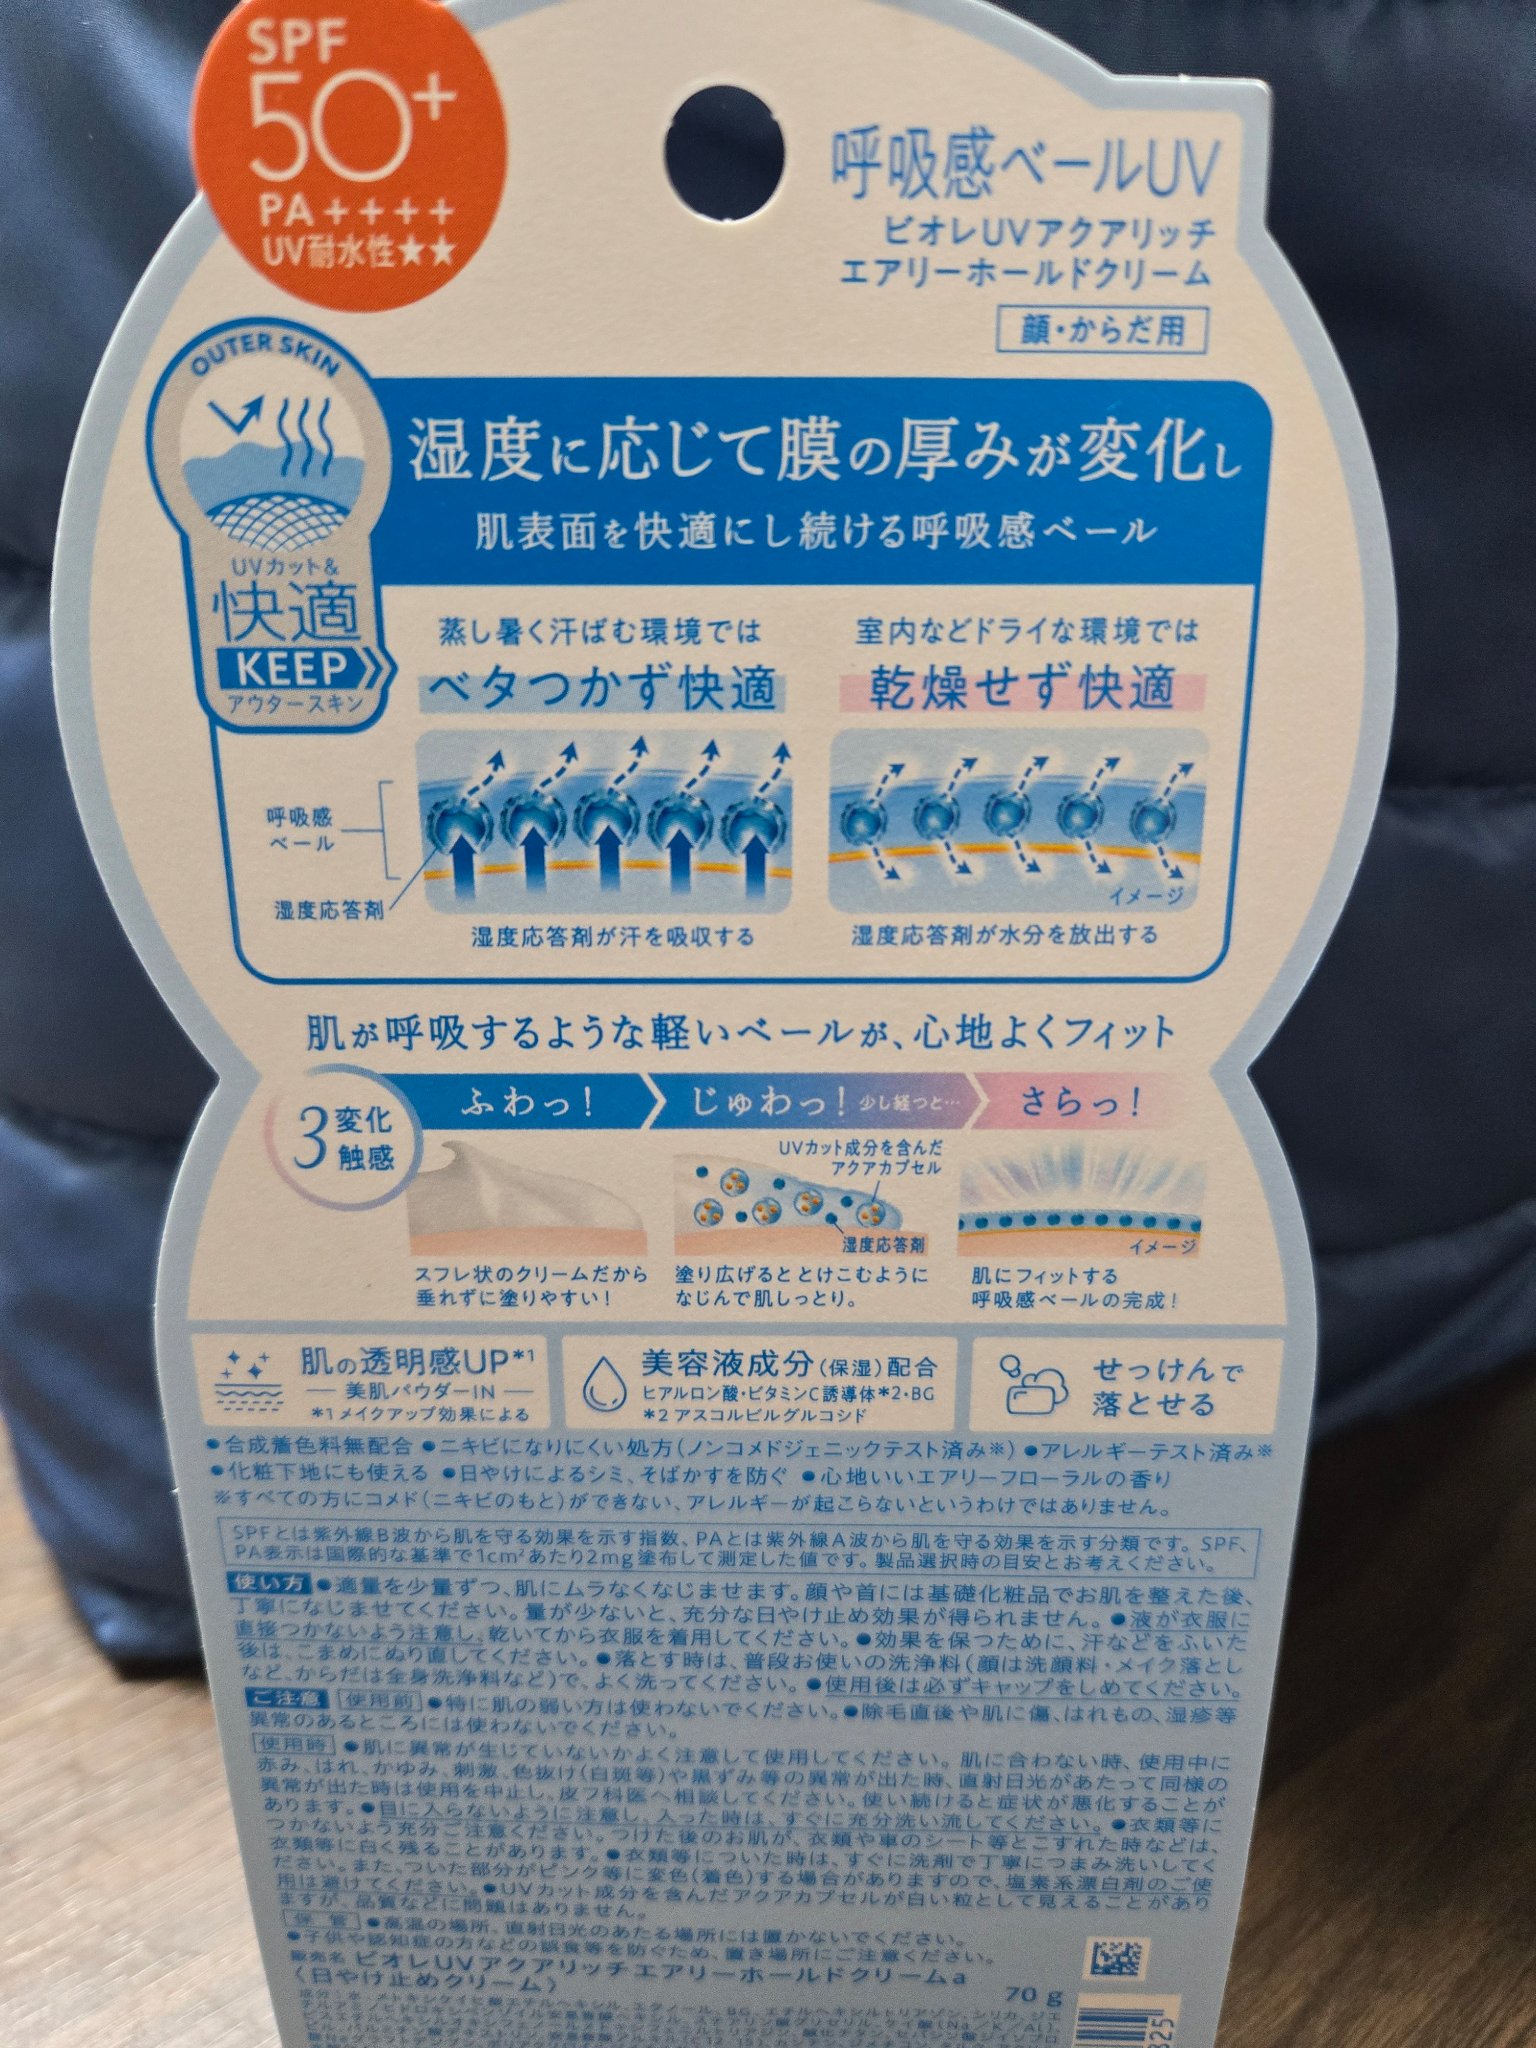 SPF
50+
PA++++
UV耐水性★★
呼吸感ベールUV
ビオレUVアクアリッチ
エアリーホールドクリーム
顔・からだ用
OUTER SKIN
UVカット&
快適
KEEP
アウタースキン
湿度に応じて膜の厚みが変化し
肌表面を快適にし続ける呼吸感ベール
蒸し暑く汗ばむ環境では
ベタつかず快適
室内などドライな環境では
乾燥せず快適
呼吸感
ベール
湿度応答剤
イメージ
湿度応答剤が汗を吸収する
湿度応答剤が水分を放出する
肌が呼吸するような軽いベールが、心地よくフィット
3変化
触感
ふわっ!
じゅわっ! 少し経つと…
さらっ!
UVカット成分を含んだ
アクアカプセル
湿度応答剤
イメージ
スフレ状のクリームだから
垂れずに塗りやすい!
塗り広げるととけこむように
なじんで肌しっとり。
肌にフィットする
呼吸感ベールの完成!
肌の透明感UP*1
美肌パウダーIN
*1メイクアップ効果による
美容液成分(保湿)配合
ヒアルロン酸・ビタミンC誘導体*2・BG
*2 アスコルビルグルコシド
せっけんで
落とせる
●合成着色料無配合 ●ニキビになりにくい処方(ノンコメドジェニックテスト済み※) ●アレルギーテスト済み※
●化粧下地にも使える ●日やけによるシミ、そばかすを防ぐ ●心地いいエアリーフローラルの香り
※すべての方にコメド(ニキビのもと)ができない、アレルギーが起こらないというわけではありません。
SPFとは紫外線B波から肌を守る効果を示す指数、PAとは紫外線A波から肌を守る効果を示す分類です。SPF、
PA表示は国際的な基準で1cm²あたり2mg塗布して測定した値です。製品選択時の目安とお考えください。
使い方 ●適量を少量ずつ、肌にムラなくなじませます。顔や首には基礎化粧品でお肌を整えた後、
丁寧になじませてください。量が少ないと、充分な日やけ止め効果が得られません。●液が衣服に
直接つかないよう注意し、乾いてから衣服を着用してください。●効果を保つために、汗などをふいた
後は、こまめにぬり直してください。●落とす時は、普段お使いの洗浄料(顔は洗顔料・メイク落とし
など、からだは全身洗浄料など)で、よく洗ってください。●使用後は必ずキャップをしめてください。
ご注意 使用前 ●特に肌の弱い方は使わないでください。●除毛直後や肌に傷、はれもの、湿疹等
異常のあるところには使わないでください。
使用時 ●肌に異常が生じていないかよく注意して使用してください。肌に合わない時、使用中に
赤み、はれ、かゆみ、刺激、色抜け(白斑等)や黒ずみ等の異常が出た時、直射日光があたって同様の
異常が出た時は使用を中止し、皮フ科医へ相談してください。使い続けると症状が悪化することが
あります。●目に入らないように注意し、入った時は、すぐに充分洗い流してください。●衣類等に
つかないよう充分ご注意ください。つけた後のお肌が、衣類や車のシート等とこすれた時などは、
衣類等に白く残ることがあります。●衣類等についた時は、すぐに洗剤で丁寧につまみ洗いしてく
ださい。また、ついた部分がピンク等に変色(着色)する場合がありますので、塩素系漂白剤のご使
用は避けてください。●UVカット成分を含んだアクアカプセルが白い粒として見えることがあり
ますが、品質などに問題はありません。
保管 ●高温の場所、直射日光のあたる場所には置かないでください。
●子供や認知症の方などの誤食等を防ぐため、置き場所にご注意ください。
販売名 ビオレUVアクアリッチエアリーホールドクリームa
〈日やけ止めクリーム〉
70g